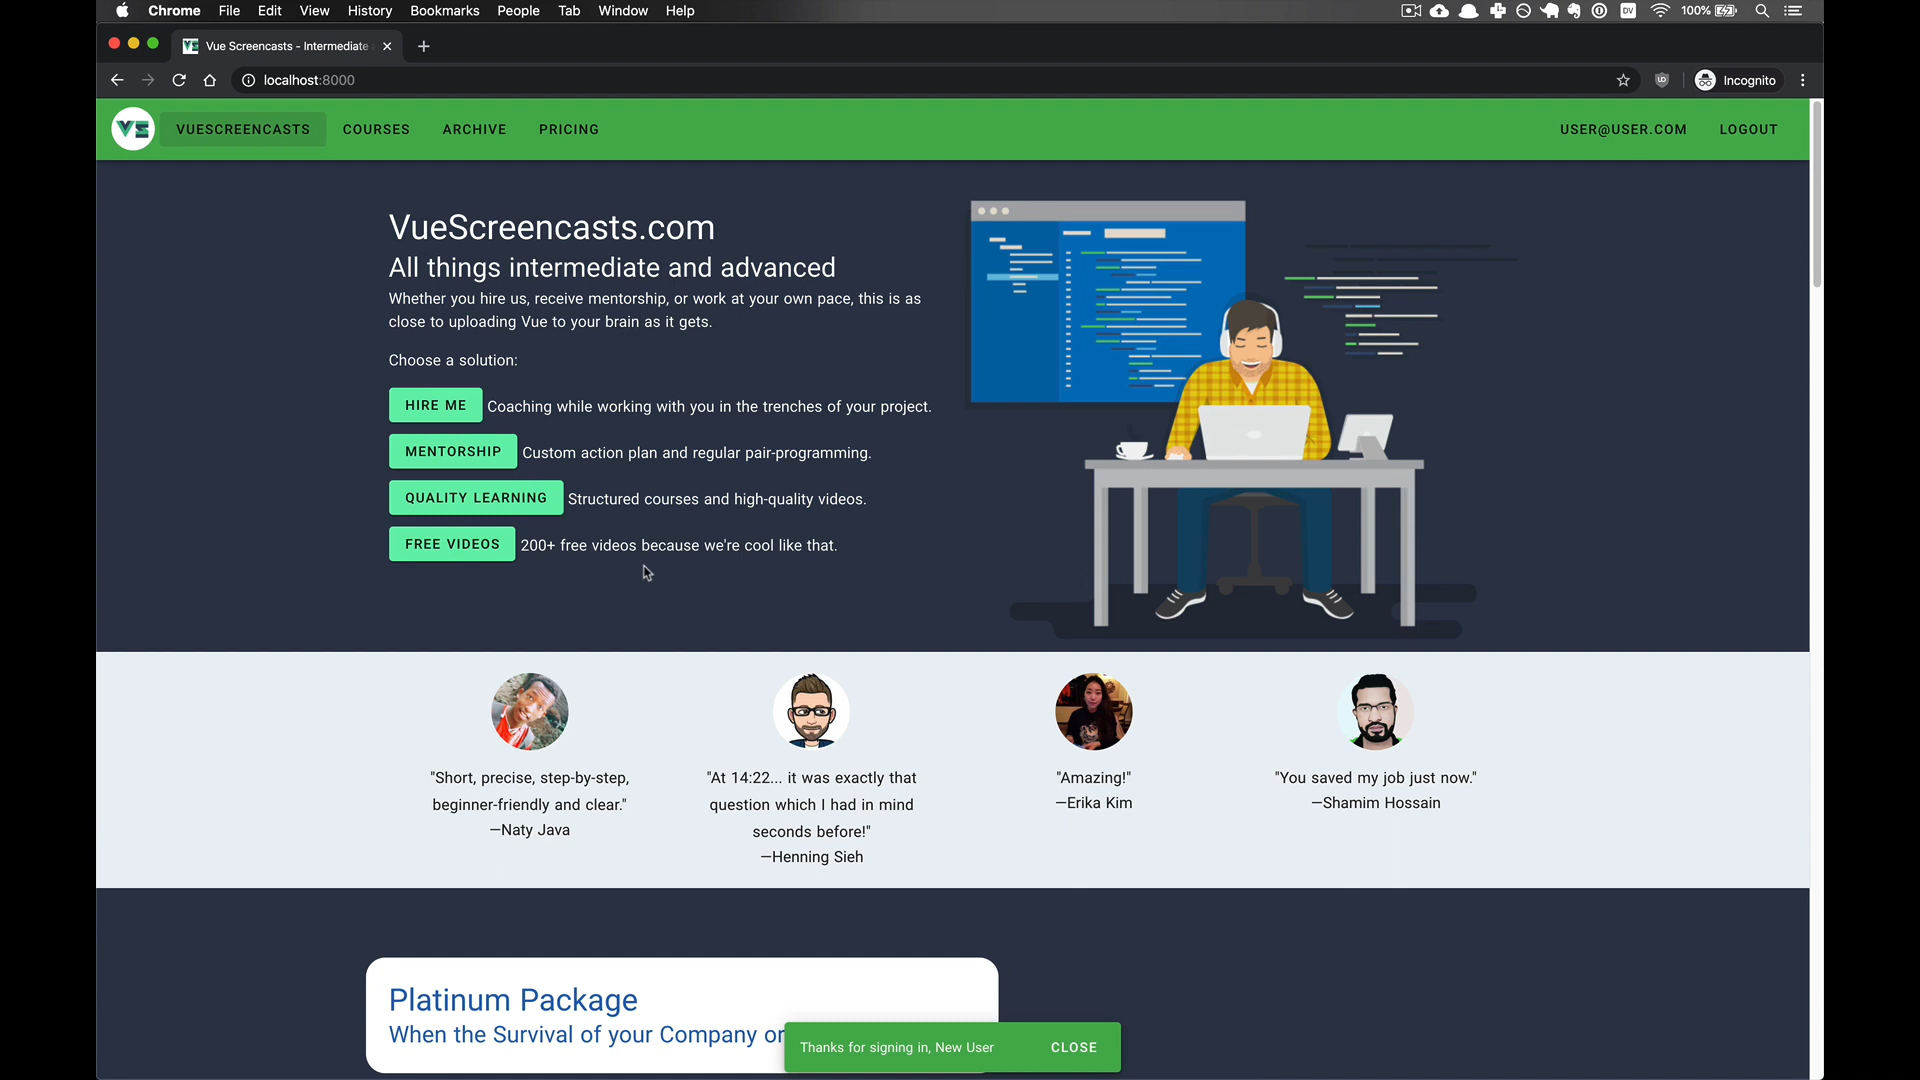 Chrome File Edit View History Bookmarks People Tab Window Help
DV 100%
Vue Screencasts - Intermediate
localhost:8000
Incognito
VS VUESCREENCASTS COURSES ARCHIVE PRICING USER@USER.COM LOGOUT
VueScreencasts.com
All things intermediate and advanced
Whether you hire us, receive mentorship, or work at your own pace, this is as
close to uploading Vue to your brain as it gets.
Choose a solution:
HIRE ME Coaching while working with you in the trenches of your project.
MENTORSHIP Custom action plan and regular pair-programming.
QUALITY LEARNING Structured courses and high-quality videos.
FREE VIDEOS 200+ free videos because we're cool like that.
"Short, precise, step-by-step,
beginner-friendly and clear."
—Naty Java
"At 14:22... it was exactly that
question which I had in mind
seconds before!"
—Henning Sieh
"Amazing!"
—Erika Kim
"You saved my job just now."
—Shamim Hossain
Platinum Package
When the Survival of your Company or
Thanks for signing in, New User CLOSE